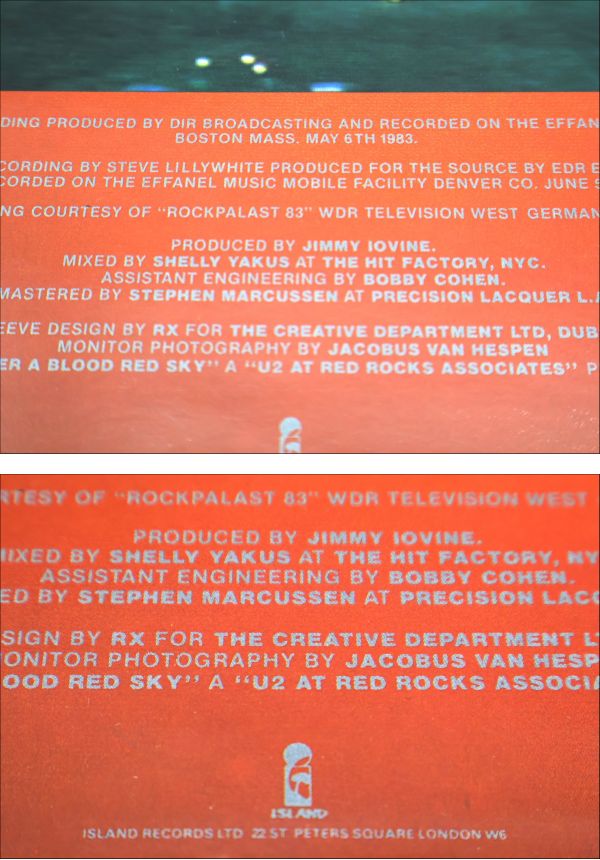 DING PRODUCED BY DIR BROADCASTING AND RECORDED ON THE EFFAN
BOSTON MASS. MAY 6TH 1983.
CORDING BY STEVE LILLYWHITE PRODUCED FOR THE SOURCE BY EDR E
CORDED ON THE EFFANEL MUSIC MOBILE FACILITY DENVER CO. JUNE 5
NG COURTESY OF "ROCKPALAST 83" WDR TELEVISION WEST GERMAN
PRODUCED BY JIMMY IOVINE.
MIXED BY SHELLY YAKUS AT THE HIT FACTORY, NYC.
ASSISTANT ENGINEERING BY BOBBY COHEN.
MASTERED BY STEPHEN MARCUSSEN AT PRECISION LACQUER L.A
EEVE DESIGN BY RX FOR THE CREATIVE DEPARTMENT LTD, DUB
MONITOR PHOTOGRAPHY BY JACOBUS VAN HESPEN
ER A BLOOD RED SKY" A "U2 AT RED ROCKS ASSOCIATES" P
RTESY OF "ROCKPALAST 83" WDR TELEVISION WEST
PRODUCED BY JIMMY IOVINE.
MIXED BY SHELLY YAKUS AT THE HIT FACTORY, NY
ASSISTANT ENGINEERING BY BOBBY COHEN.
ED BY STEPHEN MARCUSSEN AT PRECISION LACQ
SIGN BY RX FOR THE CREATIVE DEPARTMENT LT
MONITOR PHOTOGRAPHY BY JACOBUS VAN HESP
OOD RED SKY" A "U2 AT RED ROCKS ASSOCIA
ISLAND
ISLAND RECORDS LTD 22 ST PETERS SQUARE LONDON W6